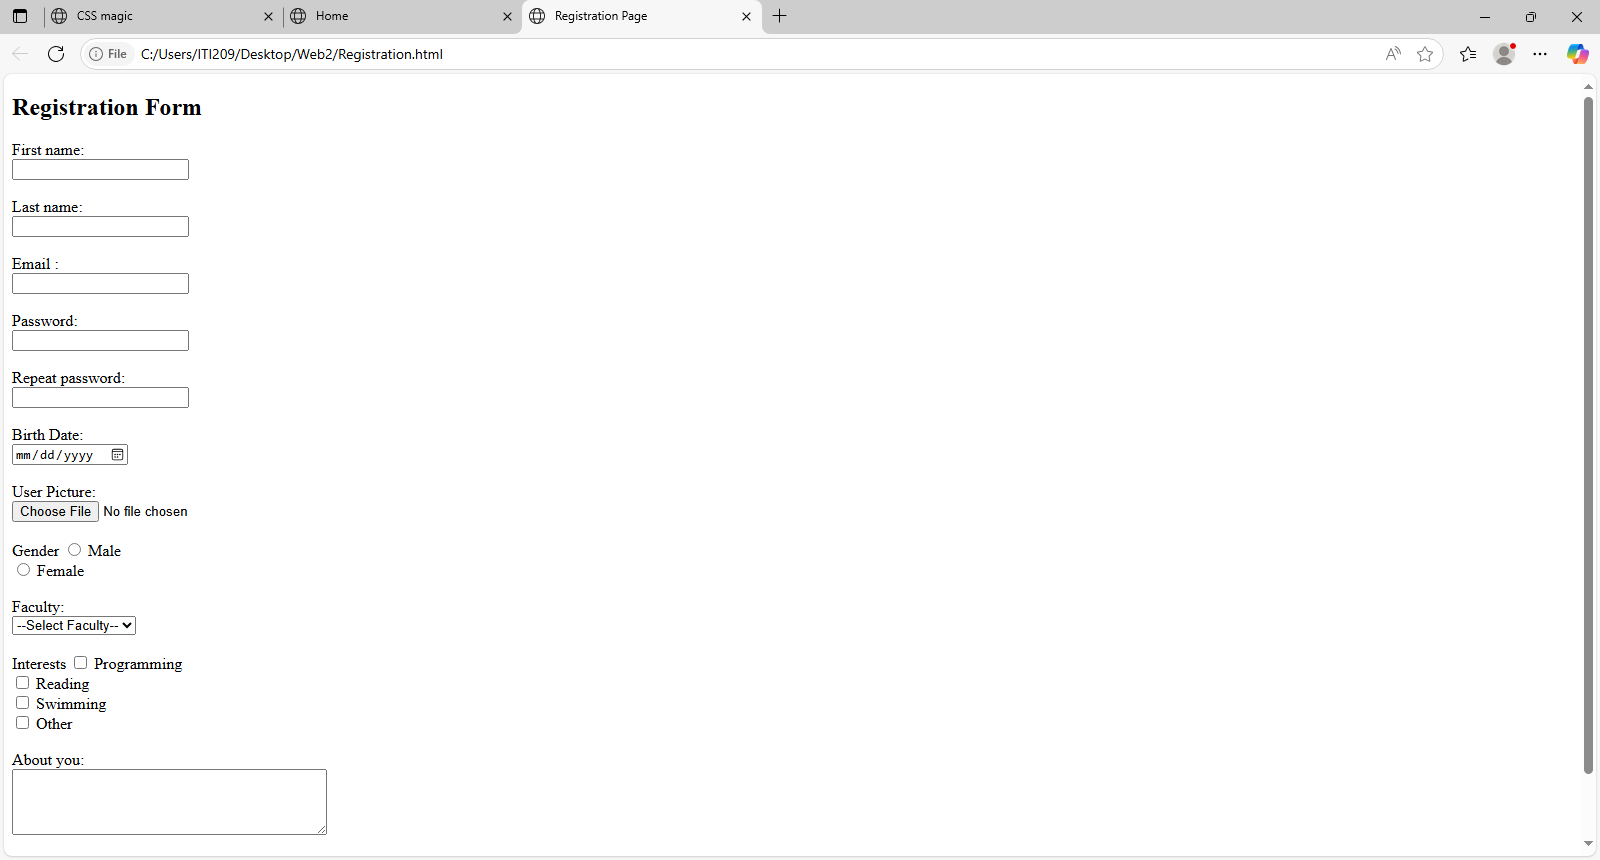 CSS magic
Home
Registration Page
File C:/Users/ITI209/Desktop/Web2/Registration.html
Registration Form
First name:
Last name:
Email :
Password:
Repeat password:
Birth Date:
mm/dd/yyyy
User Picture:
Choose File No file chosen
Gender Male
Female
Faculty:
--Select Faculty--
Interests Programming
Reading
Swimming
Other
About you: